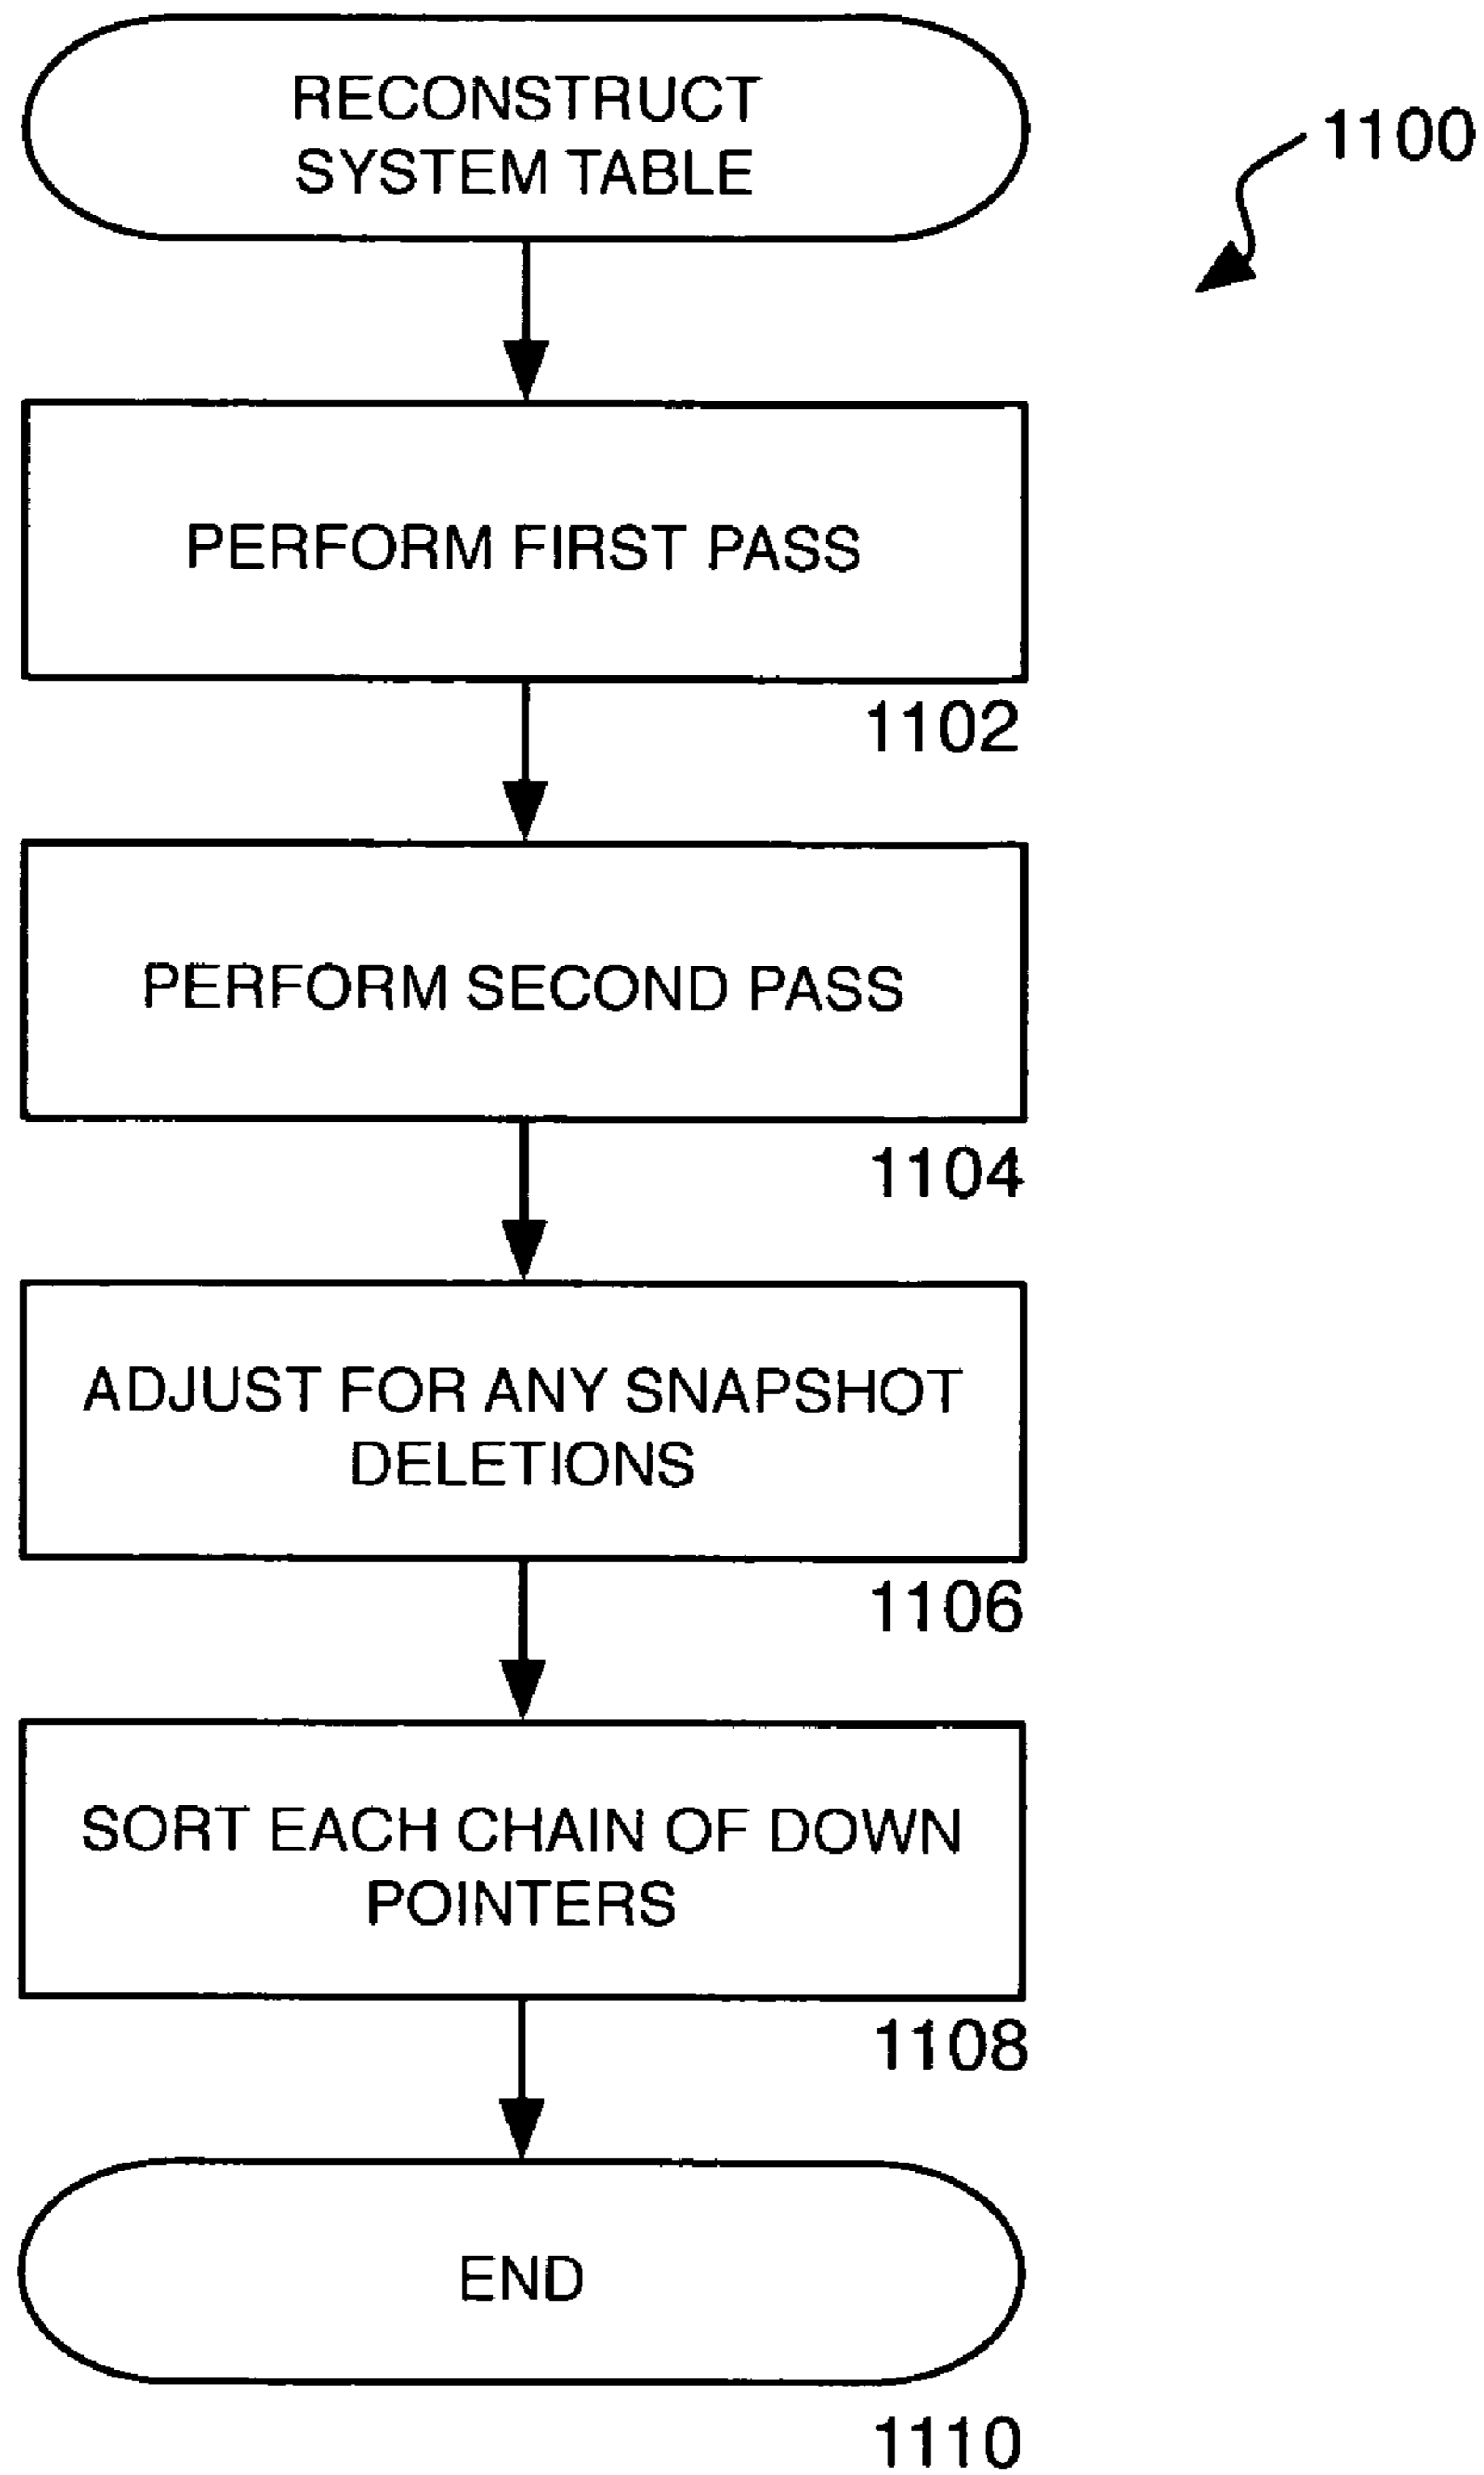 RECONSTRUCT
SYSTEM TABLE
1100
PERFORM FIRST PASS
1102
PERFORM SECOND PASS
1104
ADJUST FOR ANY SNAPSHOT
DELETIONS
1106
SORT EACH CHAIN OF DOWN
POINTERS
1108
END
1110